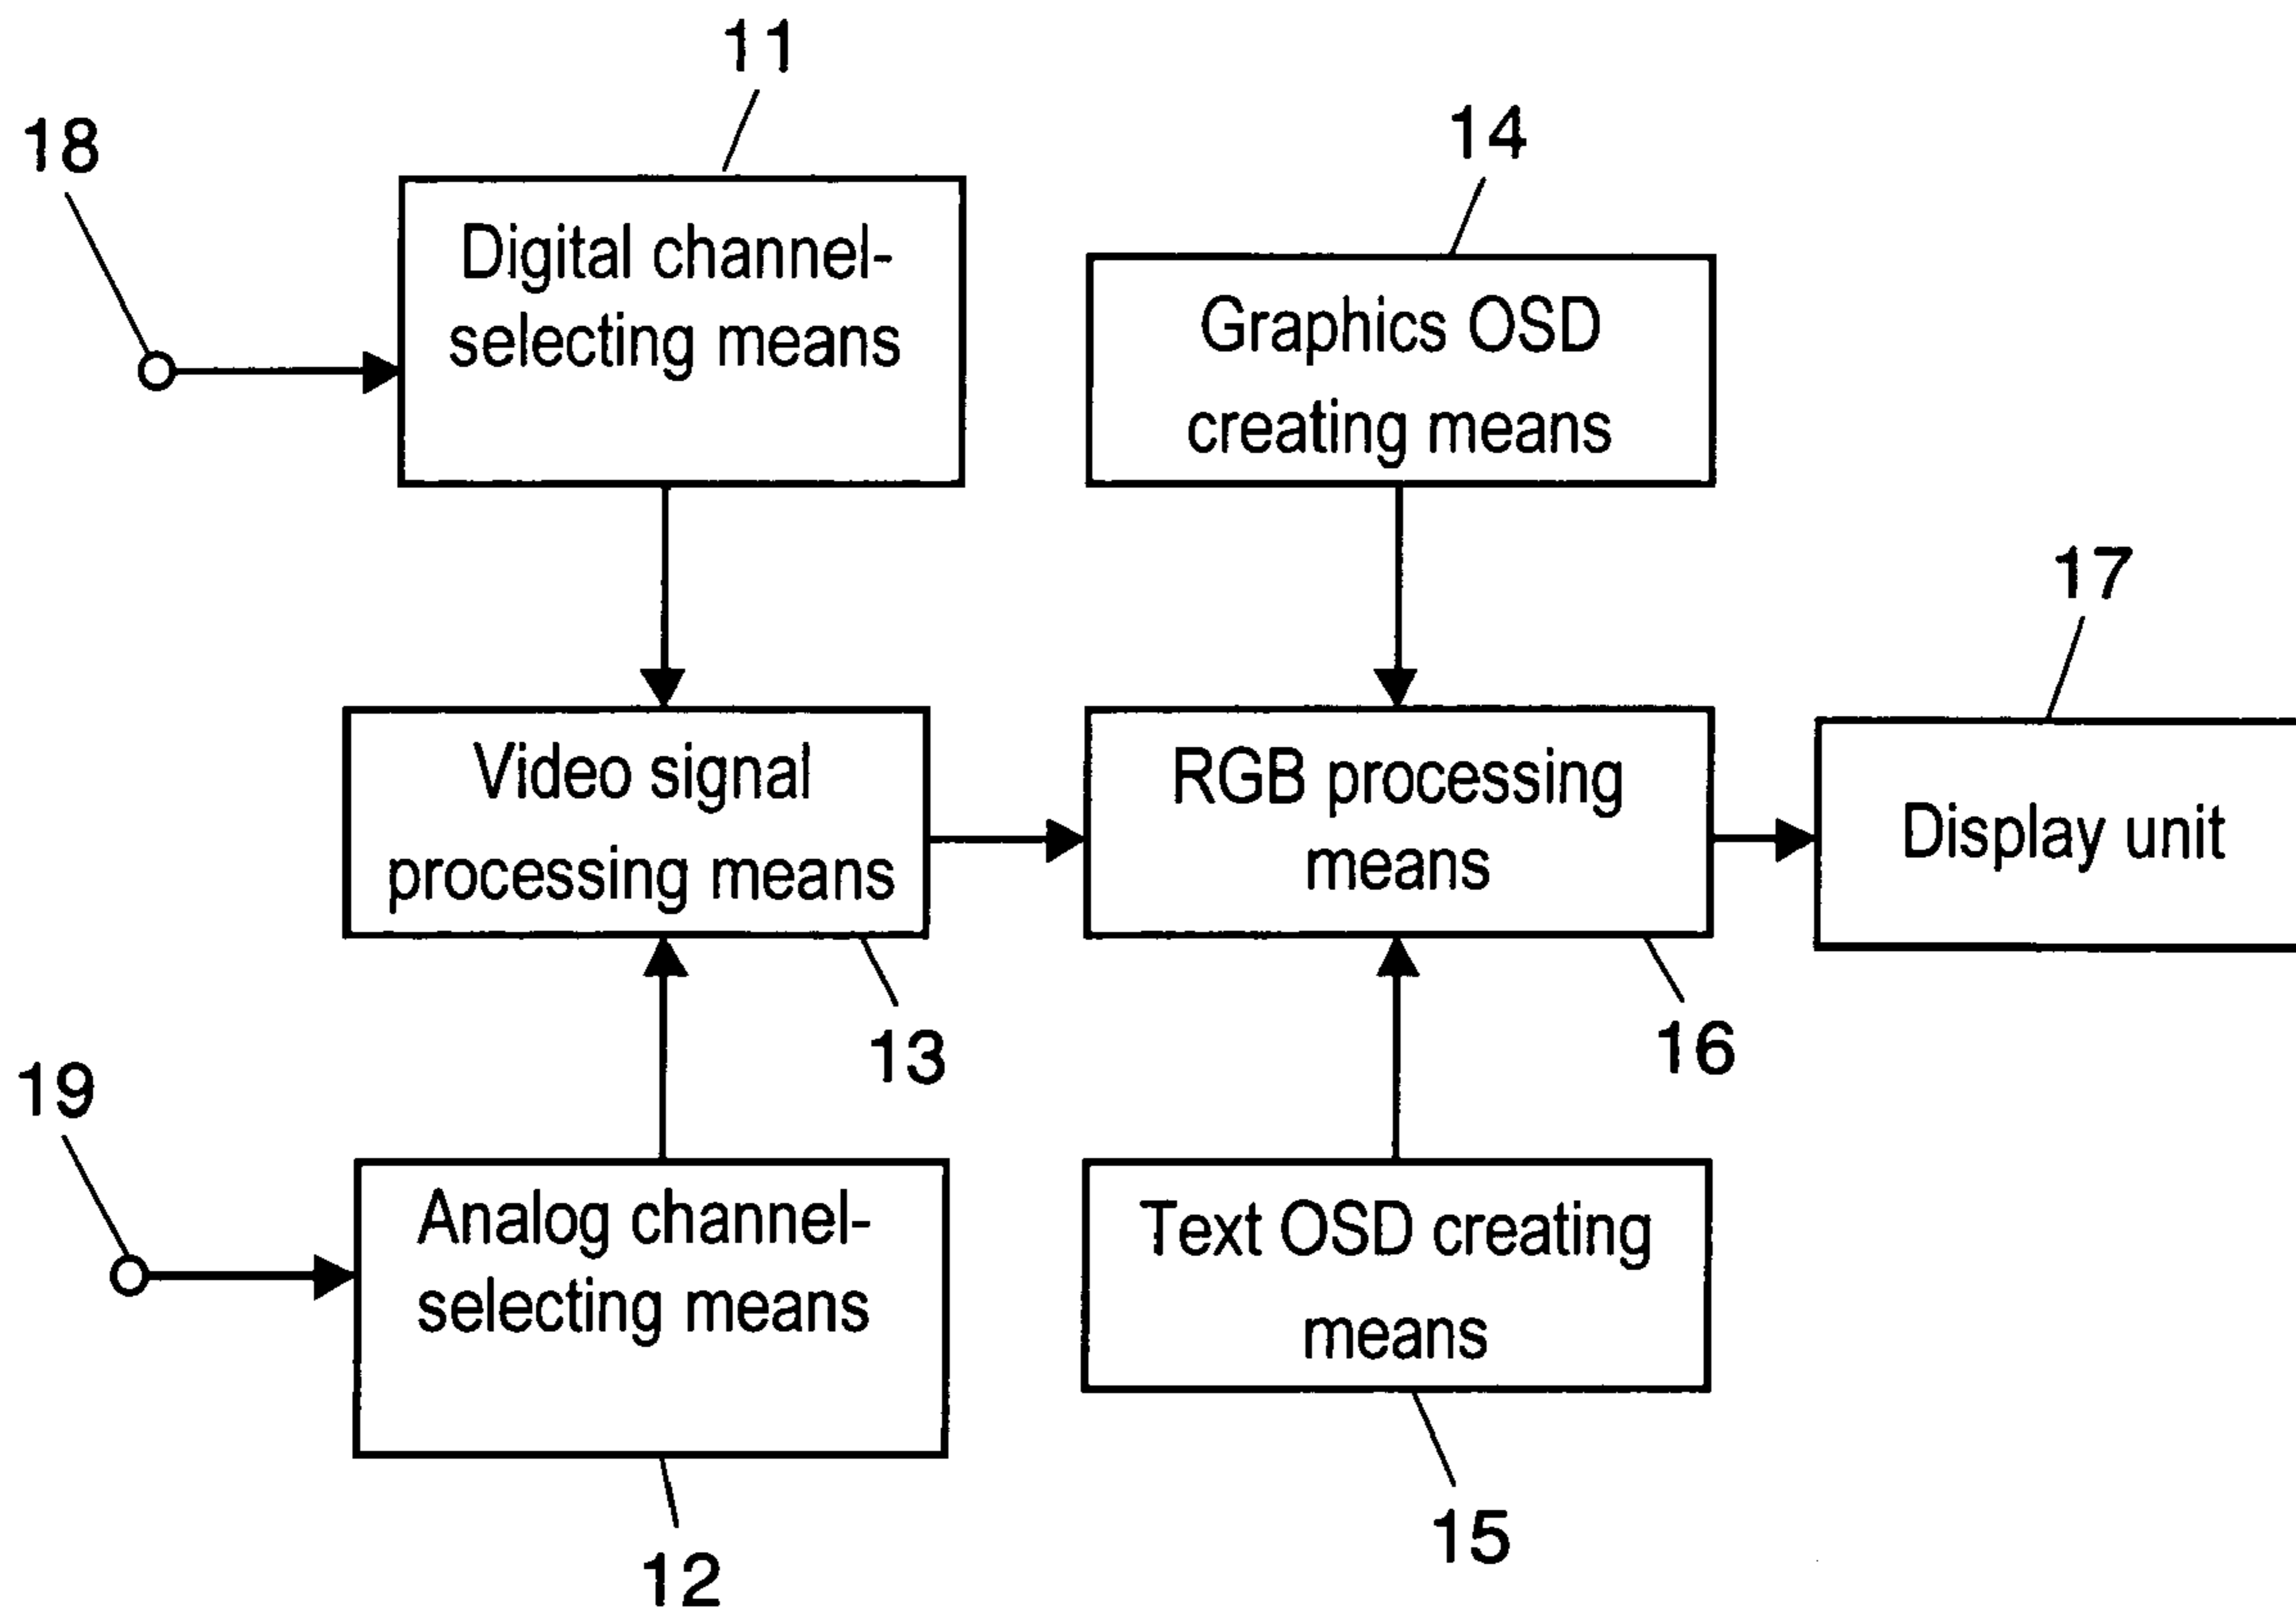 11
18
14
Digital channel-
selecting means
Graphics OSD
creating means
17
Video signal
processing means
RGB processing
means
Display unit
13
16
19
Analog channel-
selecting means
Text OSD creating
means
15
12